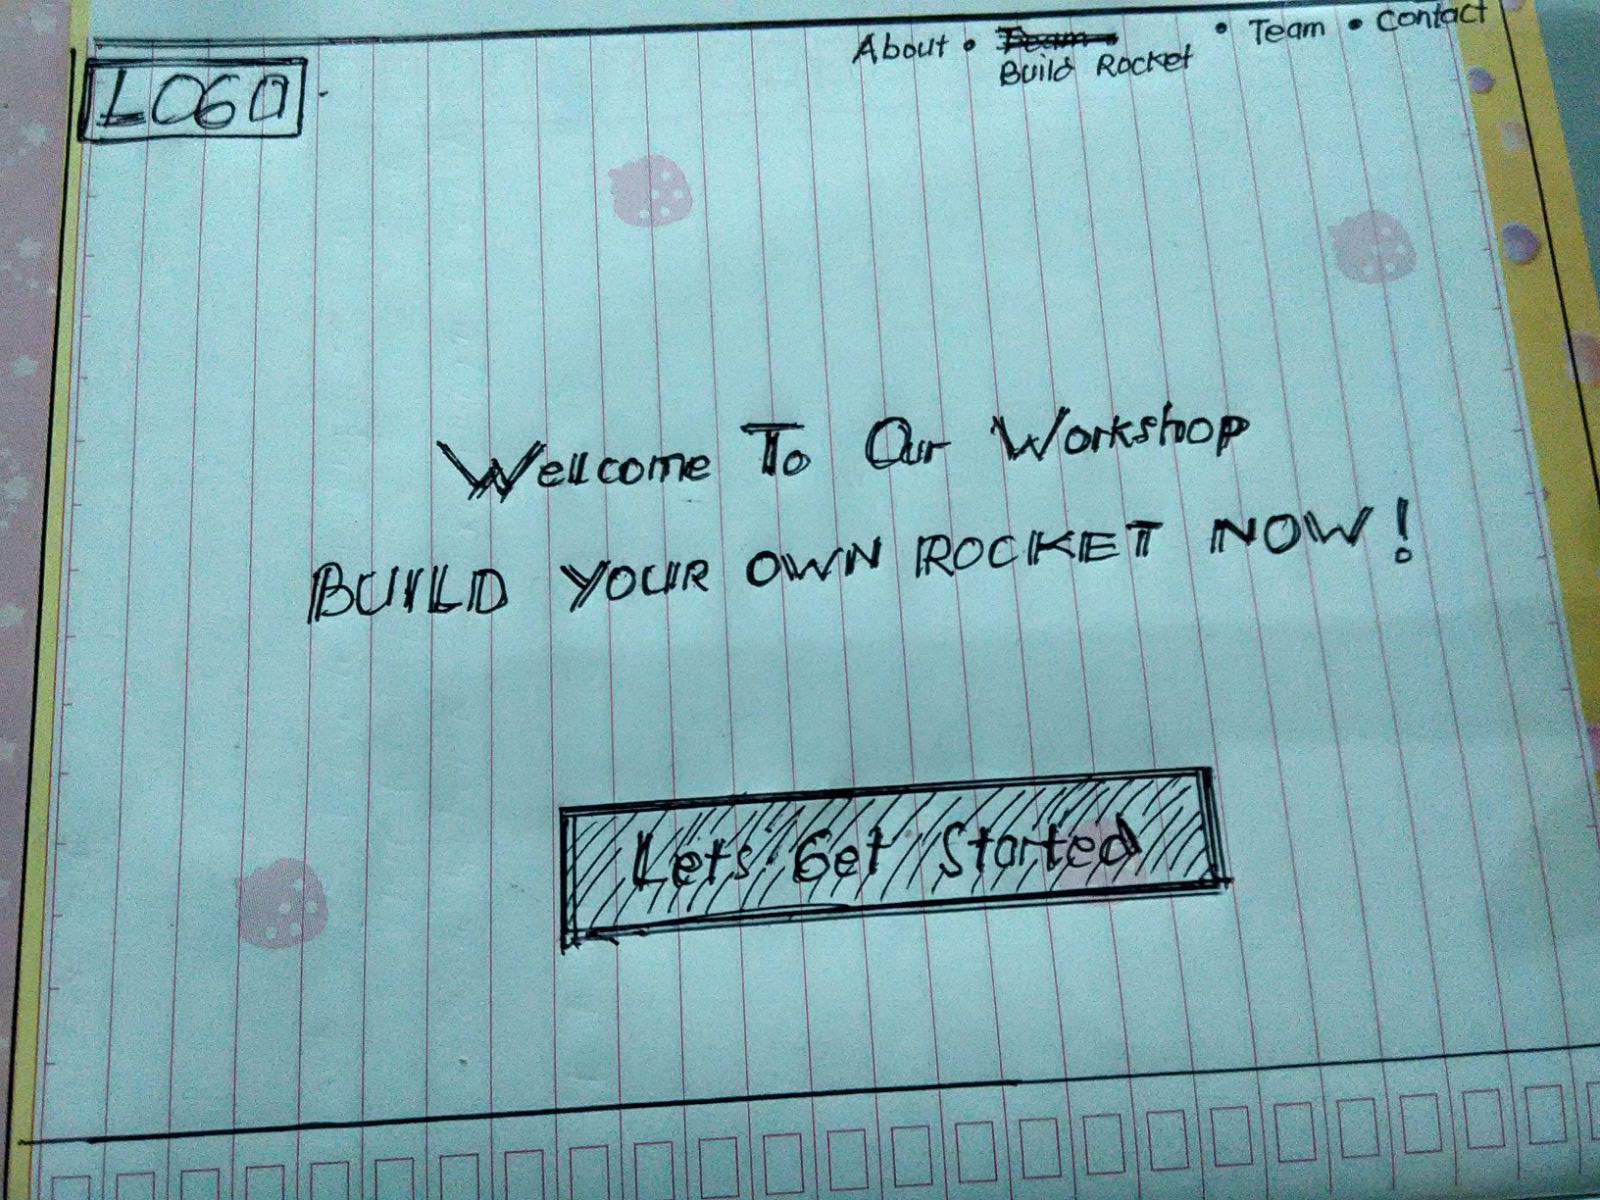 LOGO
About • Team • Team • Contact
Build Rocket
Wellcome To Our Workshop
BUILD YOUR OWN ROCKET NOW!
Lets Get Started